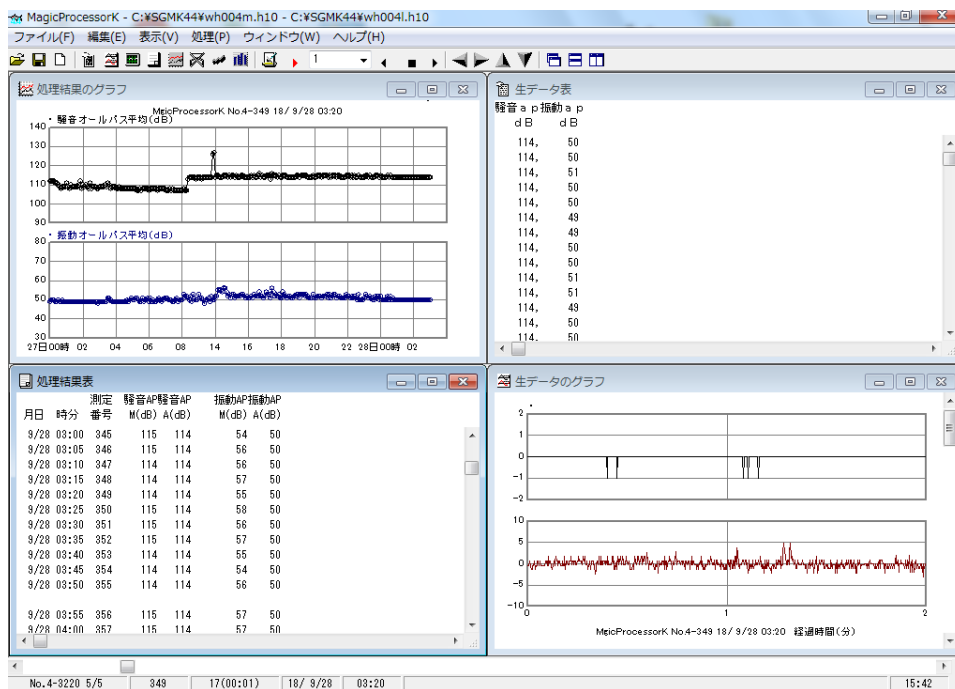 MagicProcessorK - C:¥SGMK44¥wh004m.h10 - C:¥SGMK44¥wh004l.h10
ファイル(F) 編集(E) 表示(V) 処理(P) ウィンドウ(W) ヘルプ(H)
1
処理結果のグラフ
MagicProcessorK No.4-349 18/ 9/28 03:20
・騒音オールパス平均(dB)
140
130
120
110
100
90
・振動オールパス平均(dB)
80
70
60
50
40
30
27日00時 02 04 06 08 14 16 18 20 22 28日00時 02
生データ表
騒音ap振動ap
dB dB
114, 50
114, 50
114, 51
114, 50
114, 50
114, 49
114, 49
114, 50
114, 50
114, 51
114, 51
114, 49
114, 50
114, 50
処理結果表
測定 騒音AP騒音AP 振動AP振動AP
月日 時分 番号 M(dB) A(dB) M(dB) A(dB)
9/28 03:00 345 115 114 54 50
9/28 03:05 346 115 114 56 50
9/28 03:10 347 114 114 56 50
9/28 03:15 348 114 114 57 50
9/28 03:20 349 114 114 55 50
9/28 03:25 350 115 114 58 50
9/28 03:30 351 115 114 56 50
9/28 03:35 352 115 114 57 50
9/28 03:40 353 114 114 55 50
9/28 03:45 354 114 114 54 50
9/28 03:50 355 114 114 56 50
9/28 03:55 356 115 114 57 50
9/28 04:00 357 115 114 57 50
生データのグラフ
2
1
0
-1
-2
10
5
0
-5
-10
0 1 2
MagicProcessorK No.4-349 18/ 9/28 03:20 経過時間(分)
No.4-3220 5/5 349 17(00:01) 18/ 9/28 03:20 15:42